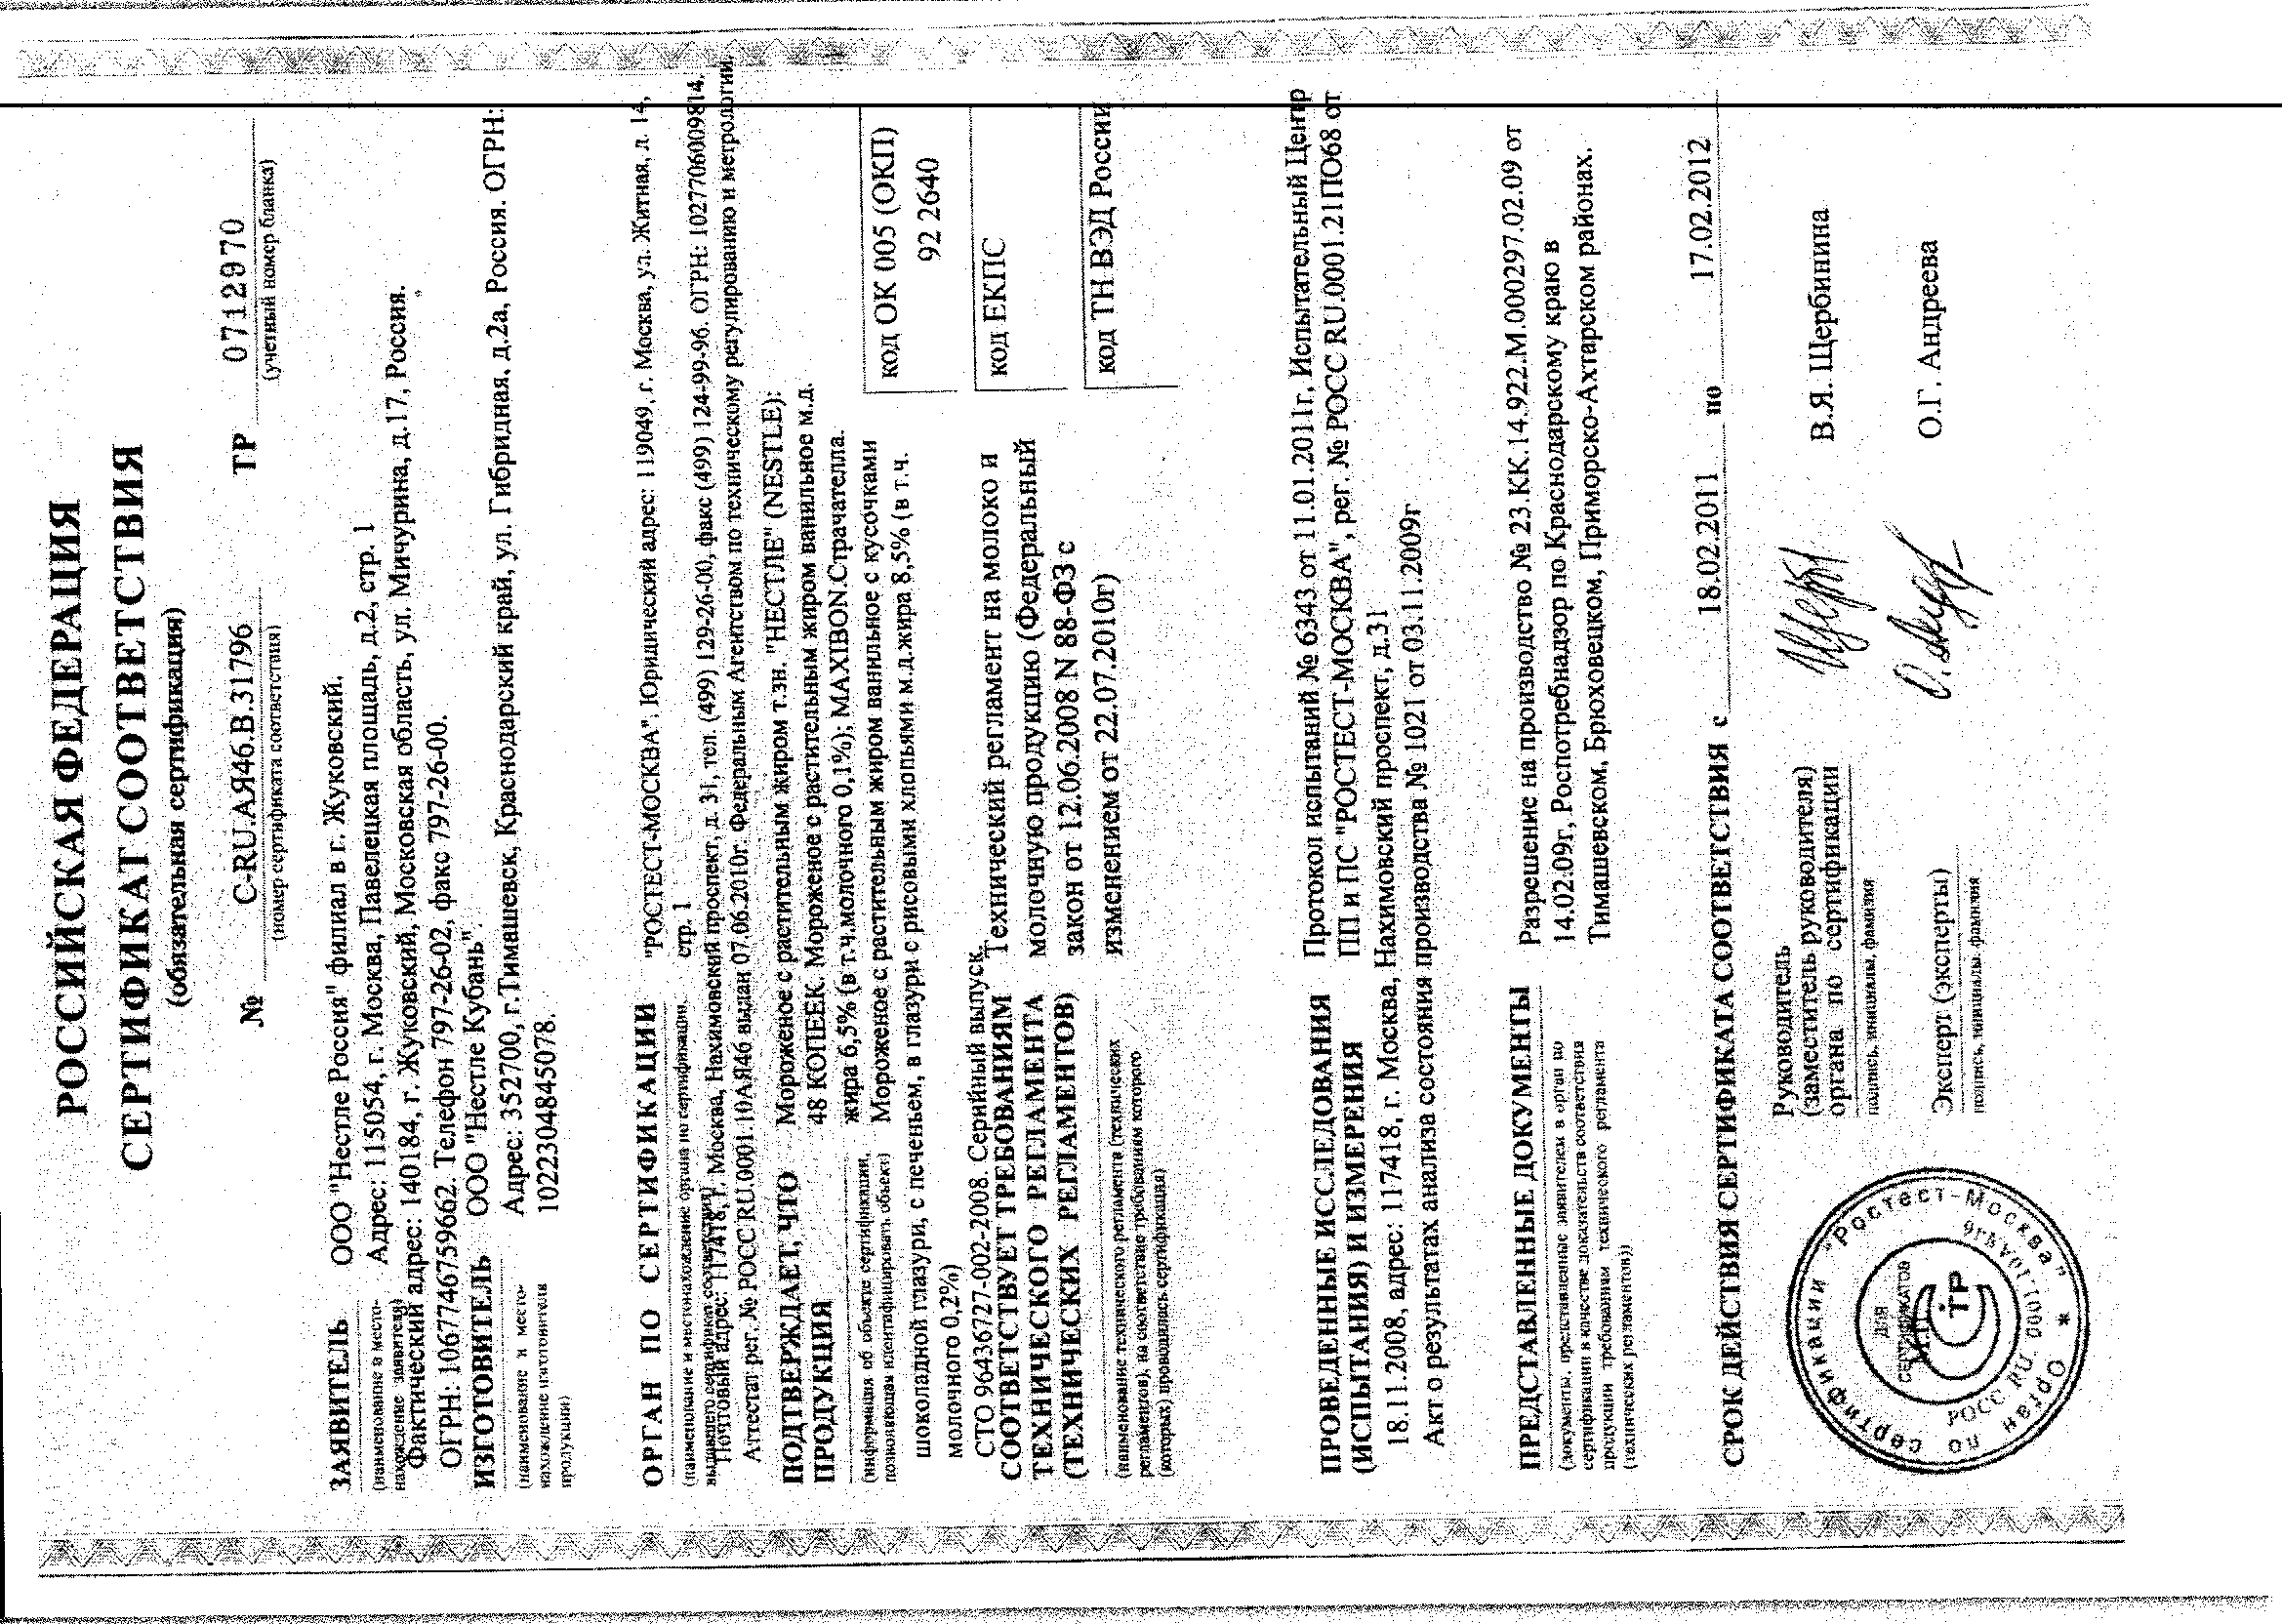 РОССИЙСКАЯ ФЕДЕРАЦИЯ
СЕРТИФИКАТ СООТВЕТСТВИЯ
(обязательная сертификация)
№ C-RU.АЯ46.В.31796 ТР 0712970
(номер сертификата соответствия) (учетный номер бланка)
ЗАЯВИТЕЛЬ ООО "Нестле Россия" филиал в г. Жуковский.
(наименование и место-
нахождение заявителя)
Адрес: 115054, г. Москва, Павелецкая площадь, д.2, стр. 1
Фактический адрес: 140184, г. Жуковский, Московская область, ул. Мичурина, д.17, Россия.
ОГРН: 1067746759662. Телефон 797-26-02, факс 797-26-00.
ИЗГОТОВИТЕЛЬ ООО "Нестле Кубань".
(наименование и место-
нахождение изготовителя
продукции)
Адрес: 352700, г.Тимашевск, Краснодарский край, ул. Гибридная, д.2а, Россия. ОГРН:
1022304845078.
ОРГАН ПО СЕРТИФИКАЦИИ "РОСТЕСТ-МОСКВА". Юридический адрес: 119049, г. Москва, ул. Житная, д. 14,
стр. 1
(наименование и местонахождение органа по сертификации,
выдавшего сертификат соответствия)
Почтовый адрес: 117418, г. Москва, Нахимовский проспект, д. 31, тел. (499) 129-26-00, факс (499) 124-99-96. ОГРН: 1027706009814.
Аттестат рег. № РОСС RU.0001.10АЯ46 выдан 07.06.2010г. Федеральным Агентством по техническому регулированию и метрологии.
ПОДТВЕРЖДАЕТ, ЧТО
ПРОДУКЦИЯ
(информация об объекте сертификации,
позволяющая идентифицировать объект)
Мороженое с растительным жиром т.зн. "НЕСТЛЕ" (NESTLE):
48 КОПЕЕК. Мороженое с растительным жиром ванильное м.д.
жира 6,5% (в т.ч.молочного 0,1%); MAXIBON.Страчателла.
Мороженое с растительным жиром ванильное с кусочками
шоколадной глазури, с печеньем, в глазури с рисовыми хлопьями м.д.жира 8,5% (в т.ч.
молочного 0,2%)
СТО 96436727-002-2008. Серийный выпуск.
код ОК 005 (ОКП)
92 2640
код ЕКПС
код ТН ВЭД России
СООТВЕТСТВУЕТ ТРЕБОВАНИЯМ
ТЕХНИЧЕСКОГО РЕГЛАМЕНТА
(ТЕХНИЧЕСКИХ РЕГЛАМЕНТОВ)
(наименование технического регламента (технических
регламентов), на соответствие требованиям которого
(которых) проводилась сертификация)
Технический регламент на молоко и
молочную продукцию (Федеральный
закон от 12.06.2008 N 88-ФЗ с
изменением от 22.07.2010г)
ПРОВЕДЕННЫЕ ИССЛЕДОВАНИЯ
(ИСПЫТАНИЯ) И ИЗМЕРЕНИЯ
Протокол испытаний № 6343 от 11.01.2011г, Испытательный Центр
ПП и ПС "РОСТЕСТ-МОСКВА", рег. № РОСС RU.0001.21ПО68 от
18.11.2008, адрес: 117418, г. Москва, Нахимовский проспект, д.31
Акт о результатах анализа состояния производства № 1021 от 03.11.2009г
ПРЕДСТАВЛЕННЫЕ ДОКУМЕНТЫ
(документы, представленные заявителем в орган по
сертификации в качестве доказательств соответствия
продукции требованиям технического регламента
(технических регламентов))
Разрешение на производство № 23.КК.14.922.М.000297.02.09 от
14.02.09г, Роспотребнадзор по Краснодарскому краю в
Тимашевском, Брюховецком, Приморско-Ахтарском районах.
СРОК ДЕЙСТВИЯ СЕРТИФИКАТА СООТВЕТСТВИЯ с 18.02.2011 по 17.02.2012
Руководитель
(заместитель руководителя)
органа по сертификации
подпись, инициалы, фамилия
В.Я. Щербинина
Эксперт (эксперты)
подпись, инициалы, фамилия
О.Г. Андреева
Орган по сертификации "Ростест-Москва" *
РОСС RU 0001.10АЯ46
для
сертификатов
М.П.
ТР